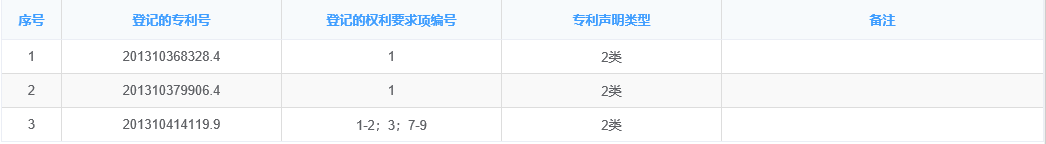 序号 登记的专利号 登记的权利要求项编号 专利声明类型 备注
1 201310368328.4 1 2类
2 201310379906.4 1 2类
3 201310414119.9 1-2；3；7-9 2类